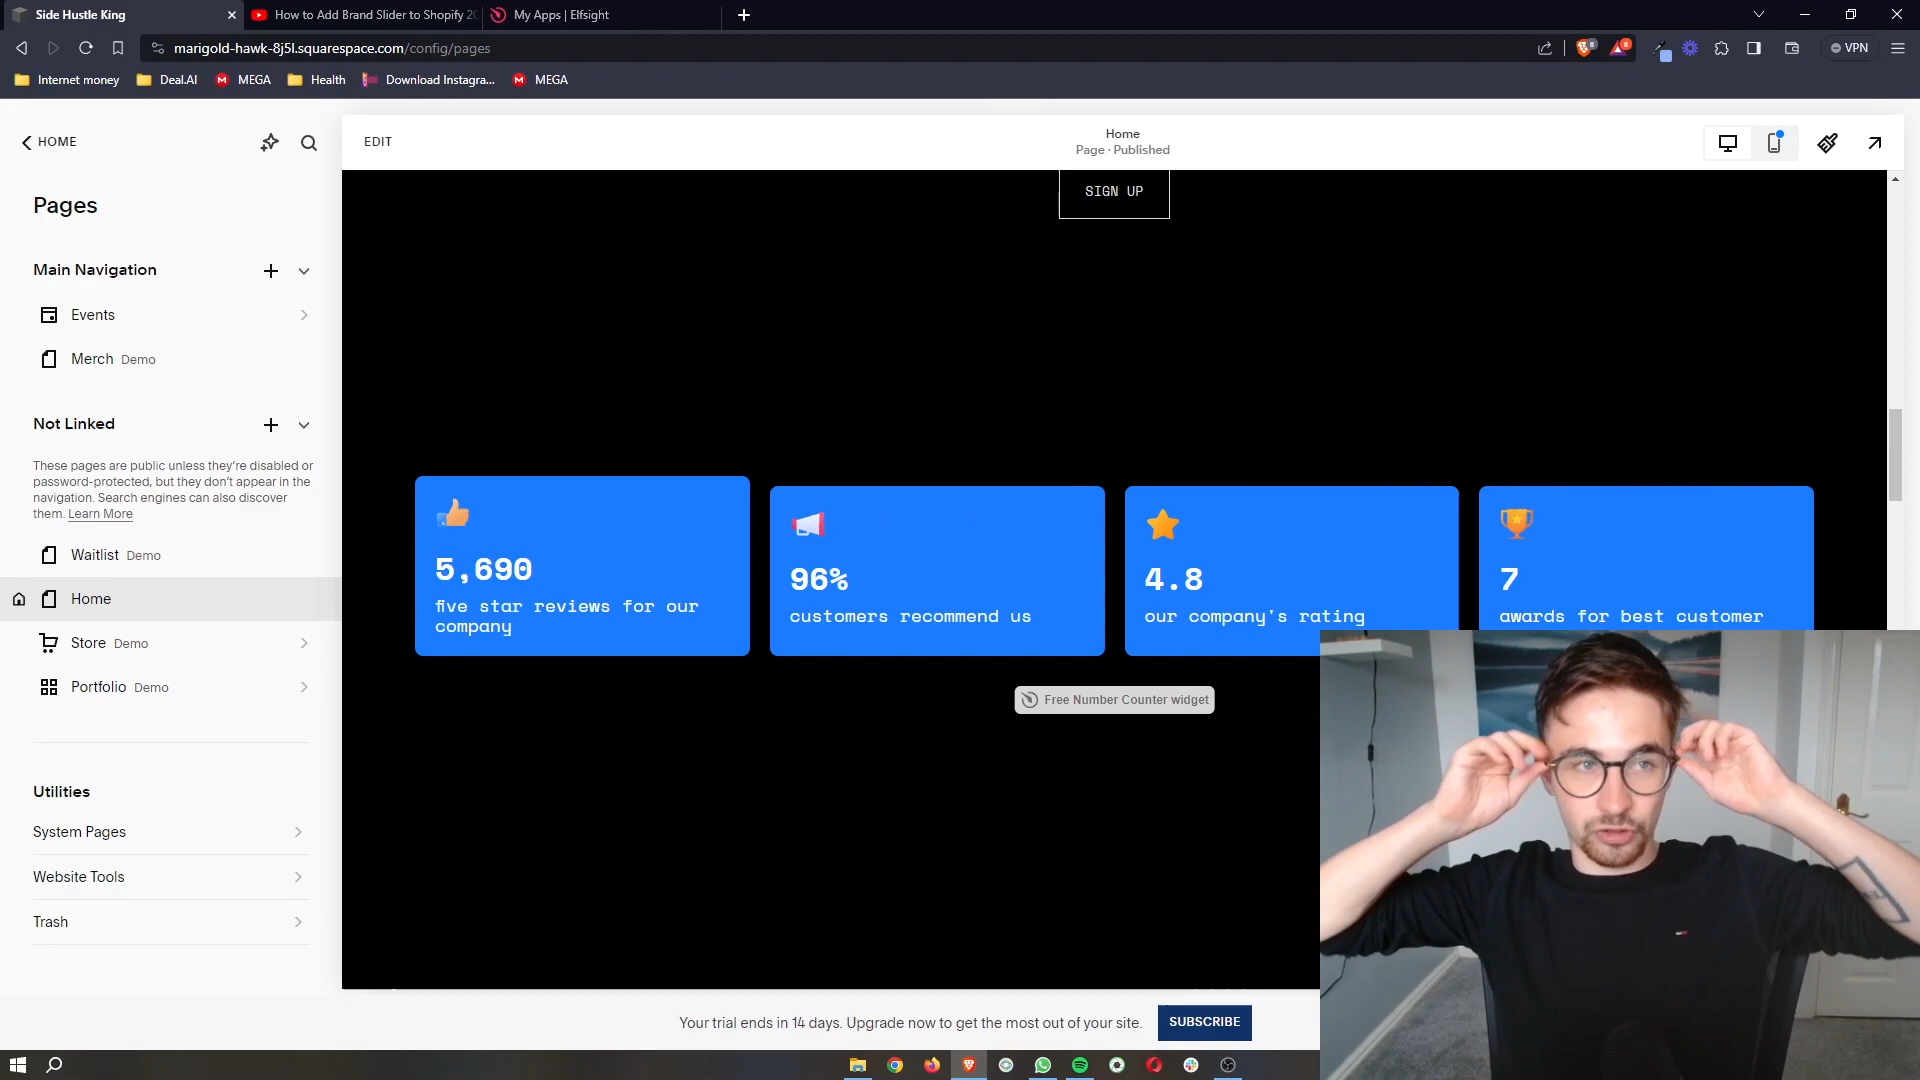 Side Hustle King
How to Add Brand Slider to Shopify 20
My Apps | Elfsight
marigold-hawk-8j5l.squarespace.com/config/pages
8
8
VPN
Internet money
Deal.AI
MEGA
Health
Download Instagra...
MEGA
HOME
EDIT
Home
Page · Published
Pages
SIGN UP
Main Navigation
Events
Merch Demo
Not Linked
These pages are public unless they're disabled or
password-protected, but they don't appear in the
navigation. Search engines can also discover
them. Learn More
Waitlist Demo
Home
Store Demo
Portfolio Demo
Utilities
System Pages
Website Tools
Trash
5,690
five star reviews for our
company
96%
customers recommend us
4.8
our company's rating
7
awards for best customer
Free Number Counter widget
Your trial ends in 14 days. Upgrade now to get the most out of your site.
SUBSCRIBE